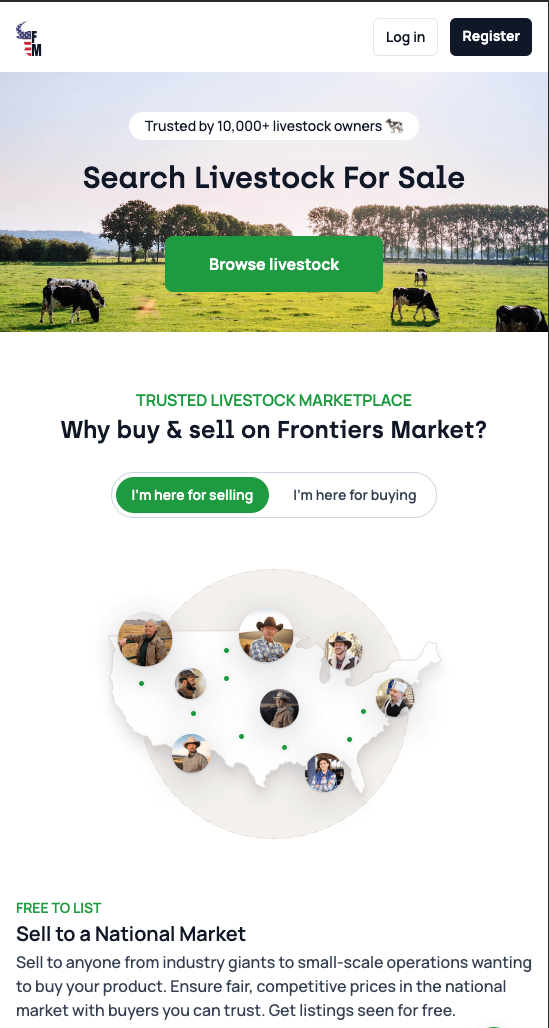 FM
Log in
Register
Trusted by 10,000+ livestock owners 🐄
Search Livestock For Sale
Browse livestock
TRUSTED LIVESTOCK MARKETPLACE
Why buy & sell on Frontiers Market?
I'm here for selling
I'm here for buying
FREE TO LIST
Sell to a National Market
Sell to anyone from industry giants to small-scale operations wanting
to buy your product. Ensure fair, competitive prices in the national
market with buyers you can trust. Get listings seen for free.